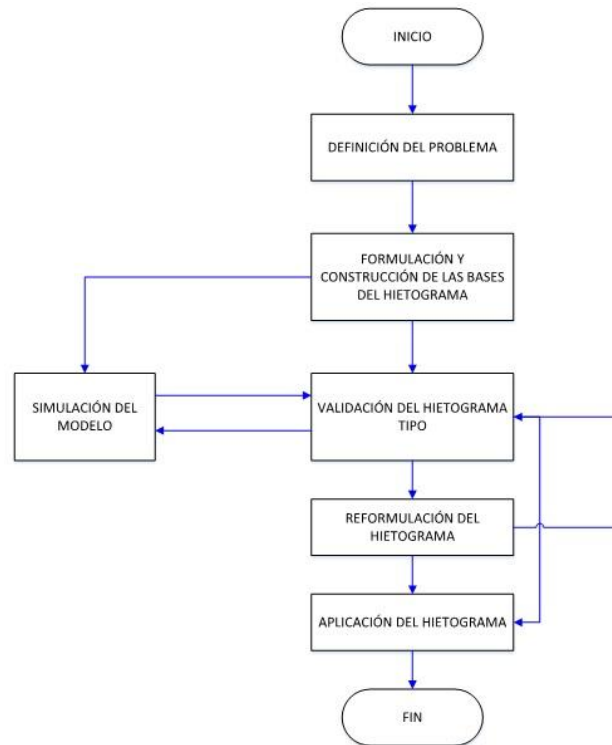 INICIO
DEFINICIÓN DEL PROBLEMA
FORMULACIÓN Y
CONSTRUCCIÓN DE LAS BASES
DEL HIETOGRAMA
SIMULACIÓN DEL
MODELO
VALIDACIÓN DEL HIETOGRAMA
TIPO
REFORMULACIÓN DEL
HIETOGRAMA
APLICACIÓN DEL HIETOGRAMA
FIN